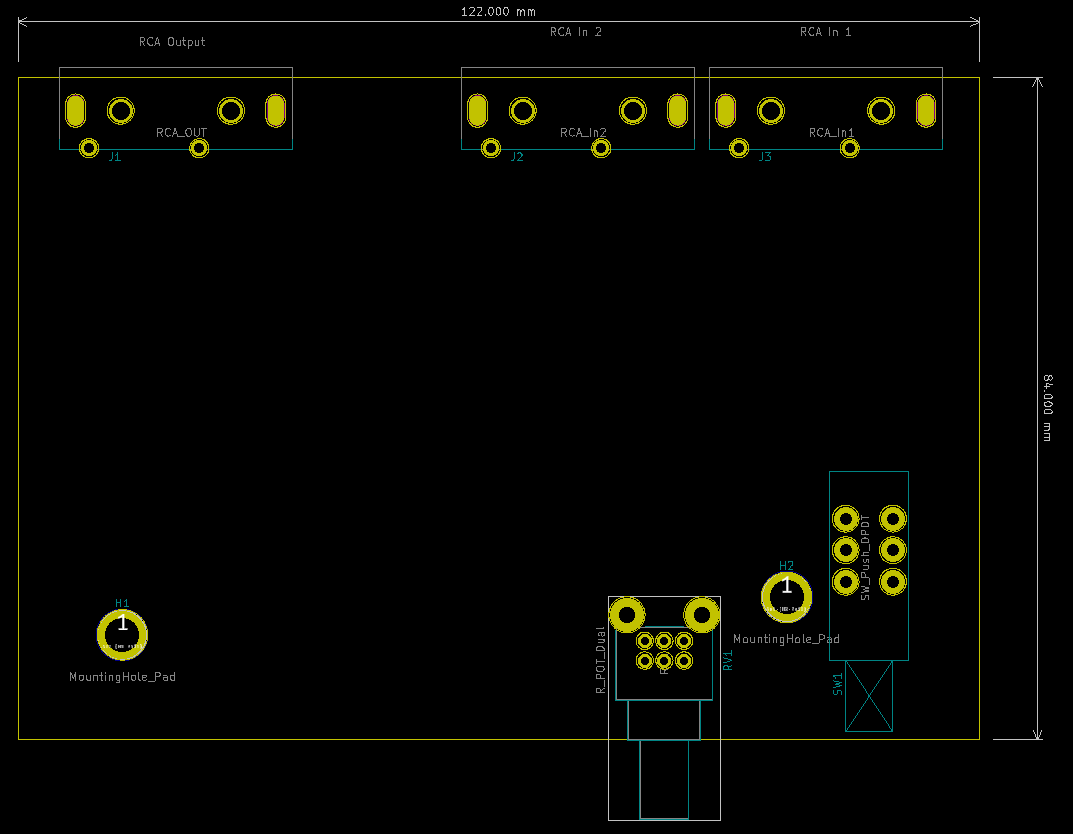 122.000 mm
RCA Output
RCA In 2
RCA In 1
RCA_OUT
RCA_In2
RCA_In1
J1
J2
J3
84.000 mm
SW_Push_DPDT
H2
1
MountingHole_Pad
H1
1
MountingHole_Pad
R_POT_Dual
RV1
SW1